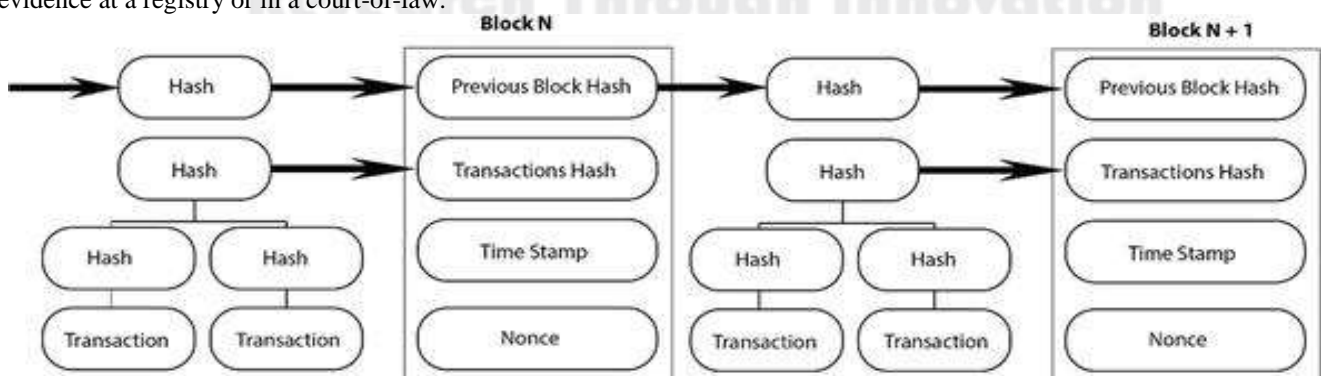 evidence at a registry or in a court-of-law.
Through Innovation
Block N
Block N + 1
Hash
Previous Block Hash
Hash
Previous Block Hash
Hash
Transactions Hash
Hash
Transactions Hash
Hash
Hash
Time Stamp
Hash
Hash
Time Stamp
Transaction
Transaction
Nonce
Transaction
Transaction
Nonce